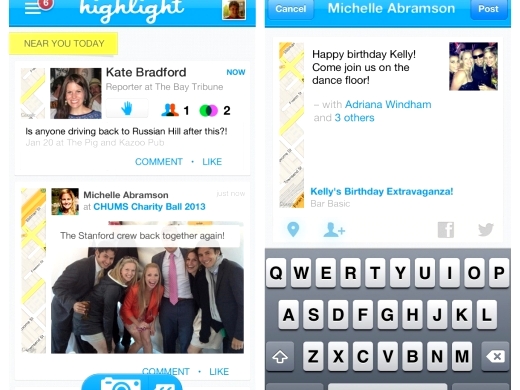 6
highlight
NEAR YOU TODAY
Kate Bradford
NOW
Reporter at The Bay Tribune
1
2
Is anyone driving back to Russian Hill after this?!
Jan 20 at The Pig and Kazoo Pub
COMMENT • LIKE
Michelle Abramson
just now
at CHUMS Charity Ball 2013
The Stanford crew back together again!
COMMENT • LIKE
Cancel
Michelle Abramson
Post
Happy birthday Kelly!
Come join us on the
dance floor!
– with Adriana Windham
and 3 others
Kelly's Birthday Extravaganza!
Bar Basic
Q W E R T Y U I O P
A S D F G H J K L
Z X C V B N M